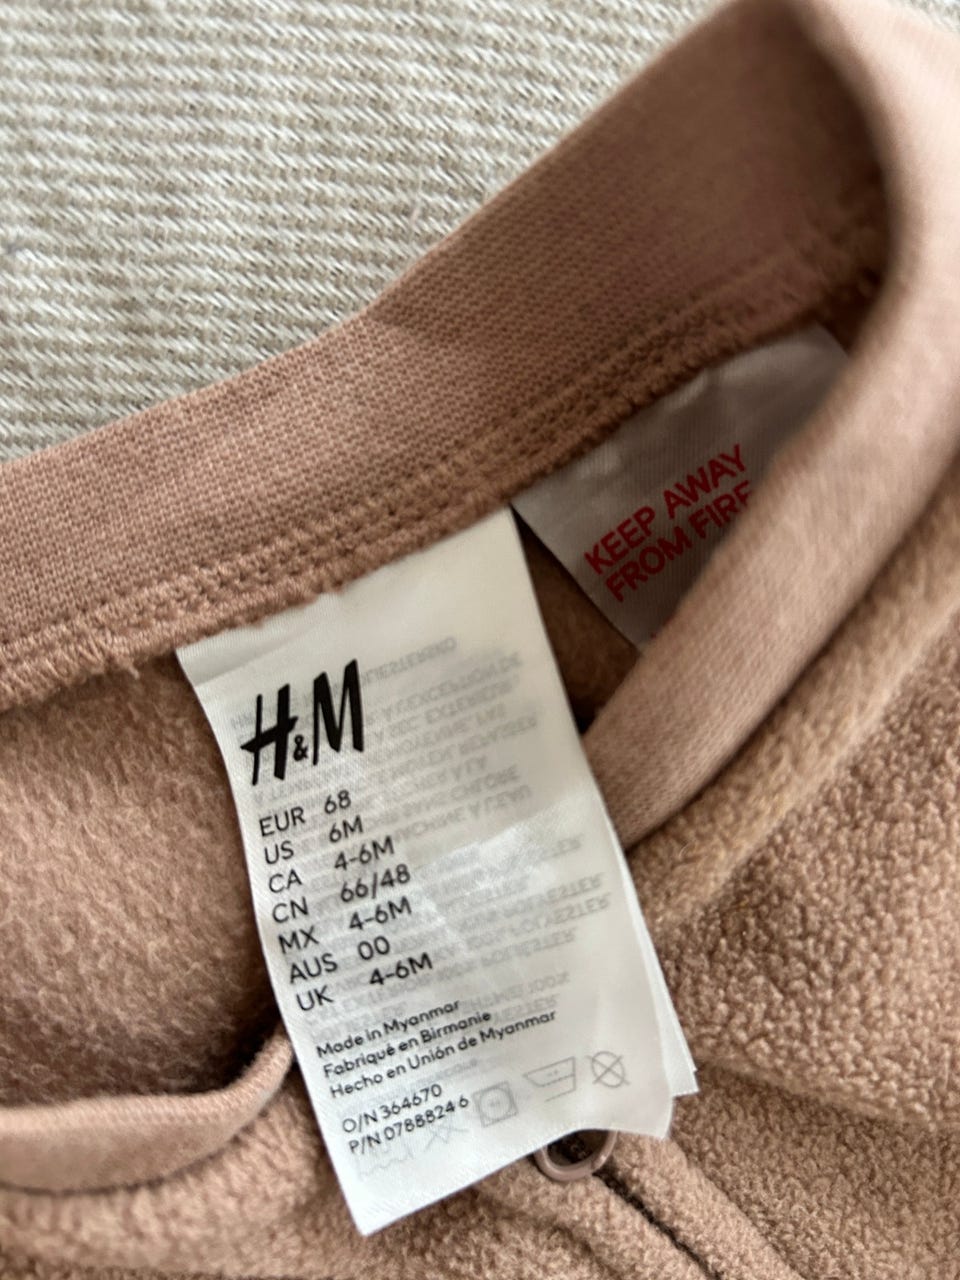 H&M
EUR 68
US 6M
CA 4-6M
CN 66/48
MX 4-6M
AUS 00
UK 4-6M
Made in Myanmar
Fabriqué en Birmanie
Hecho en Unión de Myanmar
O/N 364670
P/N 0788824 6
KEEP AWAY
FROM FIRE